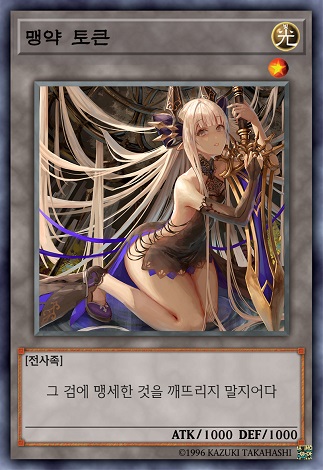 맹약 토큰
光
[전사족]
그 검에 맹세한 것을 깨뜨리지 말지어다
ATK/1000 DEF/1000
©1996 KAZUKI TAKAHASHI